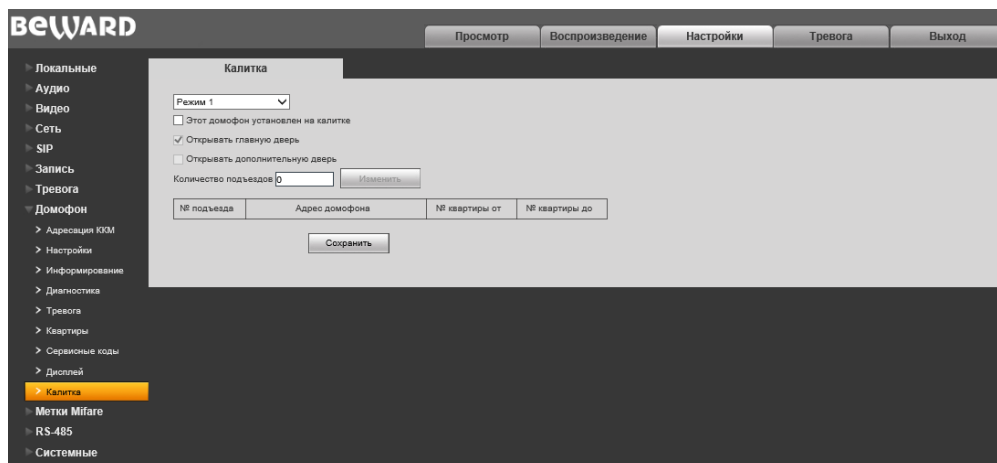 BEWARD
Просмотр Воспроизведение Настройки Тревога Выход
Локальные
Аудио
Видео
Сеть
SIP
Запись
Тревога
Домофон
Адресация ККМ
Настройки
Информирование
Диагностика
Тревога
Квартиры
Сервисные коды
Дисплей
Калитка
Метки Mifare
RS-485
Системные
Калитка
Режим 1
Этот домофон установлен на калитке
Открывать главную дверь
Открывать дополнительную дверь
Количество подъездов 0 Изменить
№ подъезда Адрес домофона № квартиры от № квартиры до
Сохранить